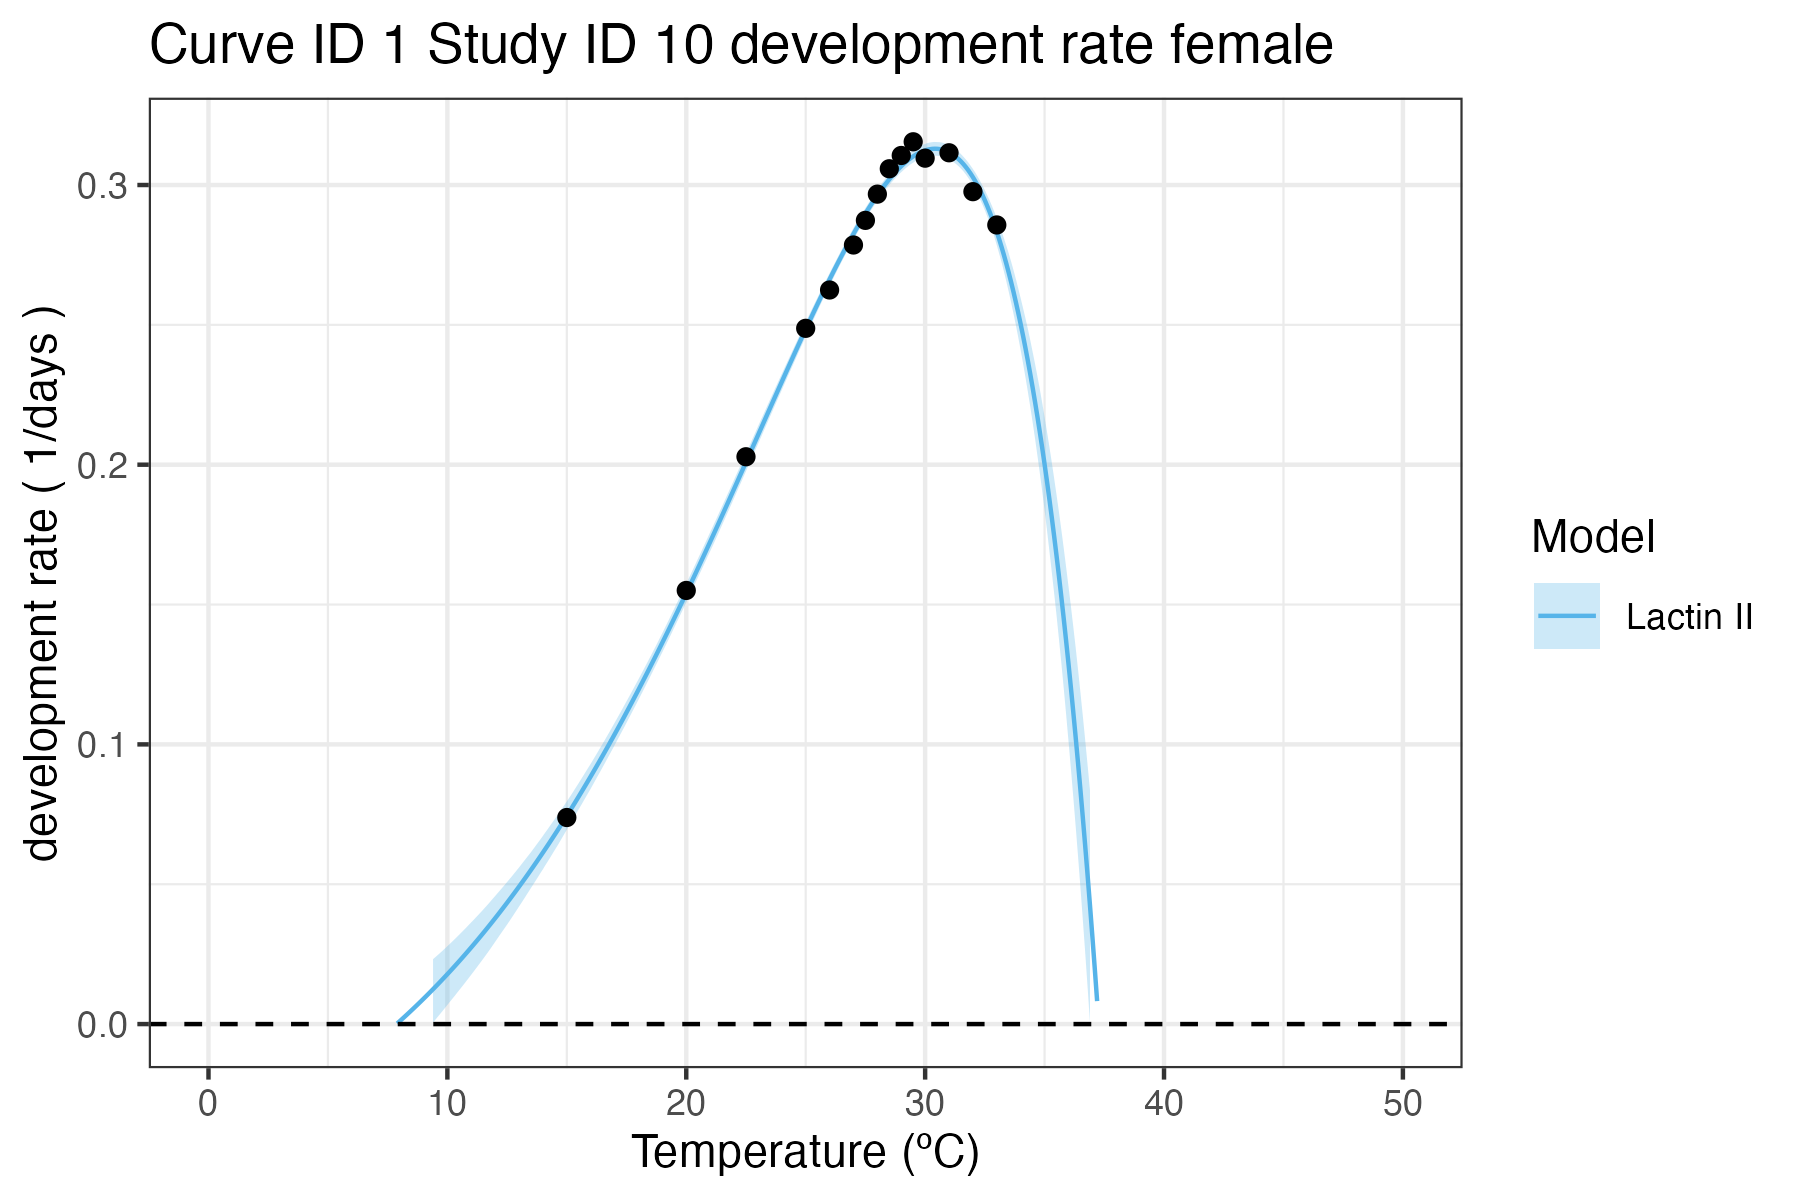 Curve ID 1 Study ID 10 development rate female
development rate ( 1/days )
0.3
0.2
0.1
0.0
0 10 20 30 40 50
Temperature (ºC)
Model
Lactin II